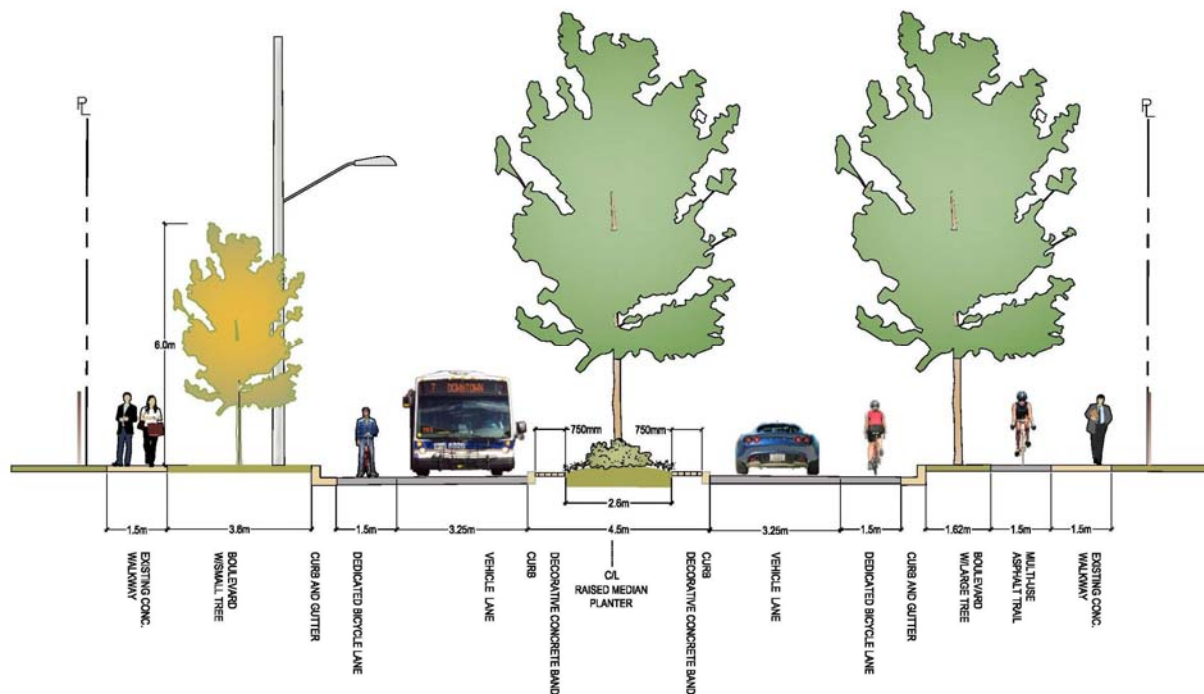 PL
PL
6.0m
7 DOWNTOWN
750mm
750mm
2.6m
1.5m
3.6m
1.5m
3.25m
4.5m
3.25m
1.5m
1.62m
1.5m
1.5m
EXISTING CONC.
WALKWAY
BOULEVARD
W/SMALL TREE
CURB AND GUTTER
DEDICATED BICYCLE LANE
VEHICLE LANE
CURB
DECORATIVE CONCRETE BAND
C/L
RAISED MEDIAN
PLANTER
CURB
DECORATIVE CONCRETE BAND
VEHICLE LANE
DEDICATED BICYCLE LANE
CURB AND GUTTER
BOULEVARD
W/LARGE TREE
MULTI-USE
ASPHALT TRAIL
EXISTING CONC.
WALKWAY